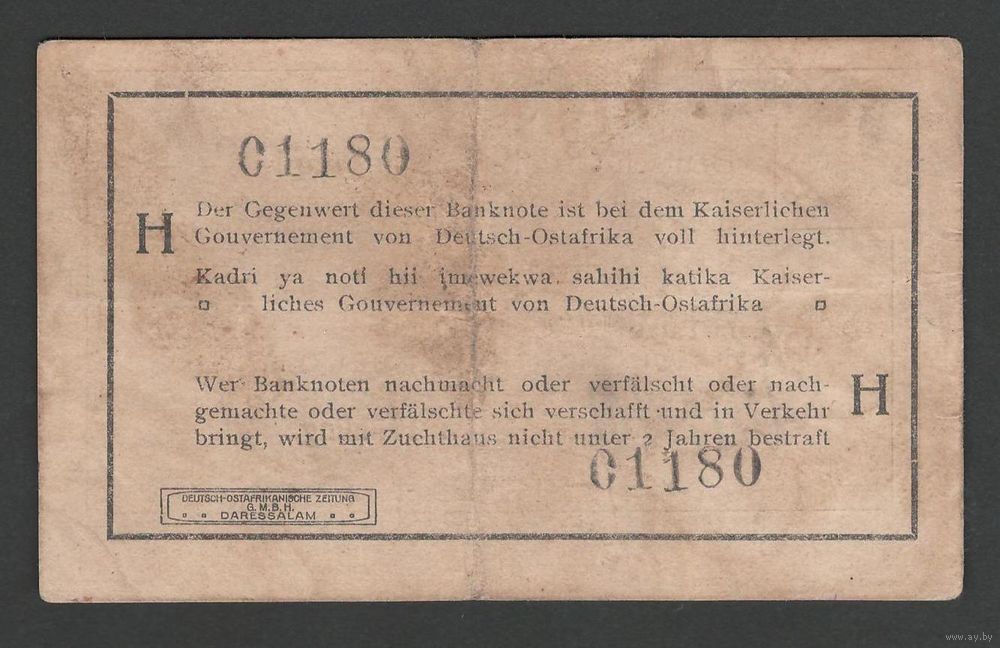 01180
H
Der Gegenwert dieser Banknote ist bei dem Kaiserlichen
Gouvernement von Deutsch-Ostafrika voll hinterlegt.
Kadri ya noti hii imewekwa sahihi katika Kaiser-
liches Gouvernement von Deutsch-Ostafrika
Wer Banknoten nachmacht oder verfälscht oder nach-
gemachte oder verfälschte sich verschafft und in Verkehr
bringt, wird mit Zuchthaus nicht unter 2 Jahren bestraft
H
01180
DEUTSCH-OSTAFRIKANISCHE ZEITUNG
G.M.B.H.
DARESSALAM
www.ay.by